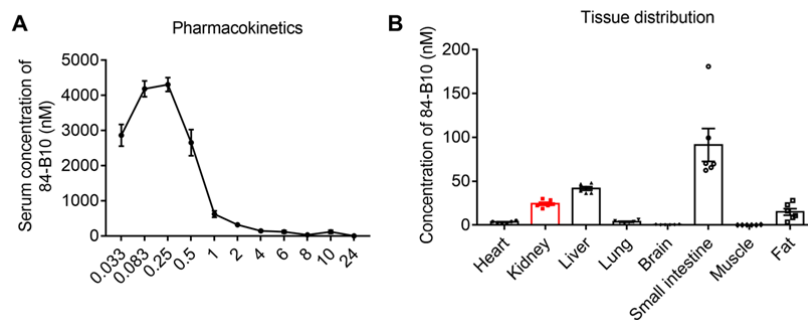 A
Pharmacokinetics
Serum concentration of
84-B10 (nM)
5000
4000
3000
2000
1000
0
0.033
0.083
0.25
0.5
1
2
4
6
8
10
24
B
Tissue distribution
Concentration of 84-B10 (nM)
200
150
100
50
0
Heart
Kidney
Liver
Lung
Brain
Small intestine
Muscle
Fat